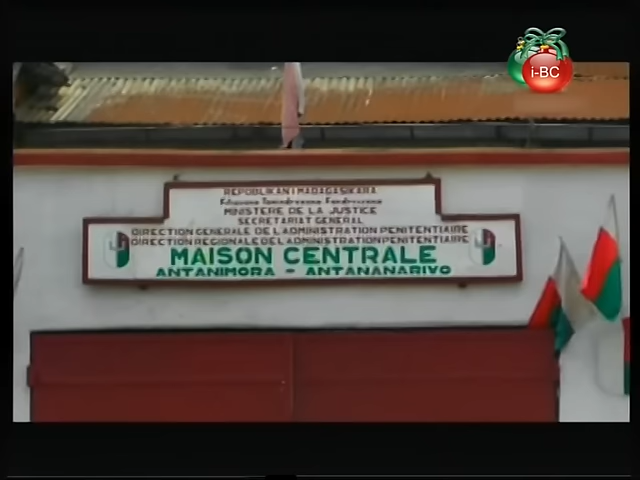 i-BC
REPOBLIKAN'I MADAGASIKARA
MINISTERE DE LA JUSTICE
SECRETARIAT GENERAL
DIRECTION GENERALE DE L'ADMINISTRATION PENITENTIAIRE
DIRECTION REGIONALE DE L'ADMINISTRATION PENITENTIAIRE
MAISON CENTRALE
ANTANIMORA - ANTANANARIVO